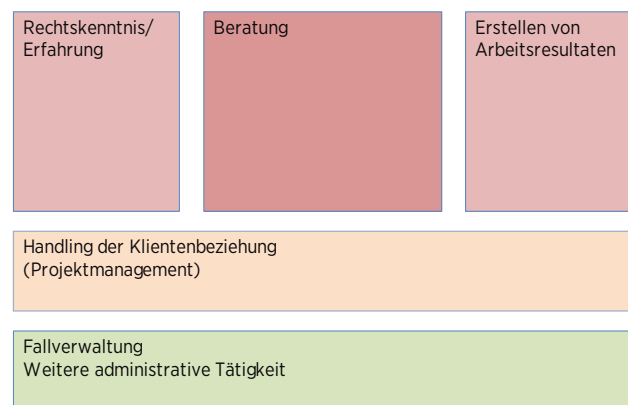 Rechtskenntnis/
Erfahrung
Beratung
Erstellen von
Arbeitsresultaten
Handling der Klientenbeziehung
(Projektmanagement)
Fallverwaltung
Weitere administrative Tätigkeit